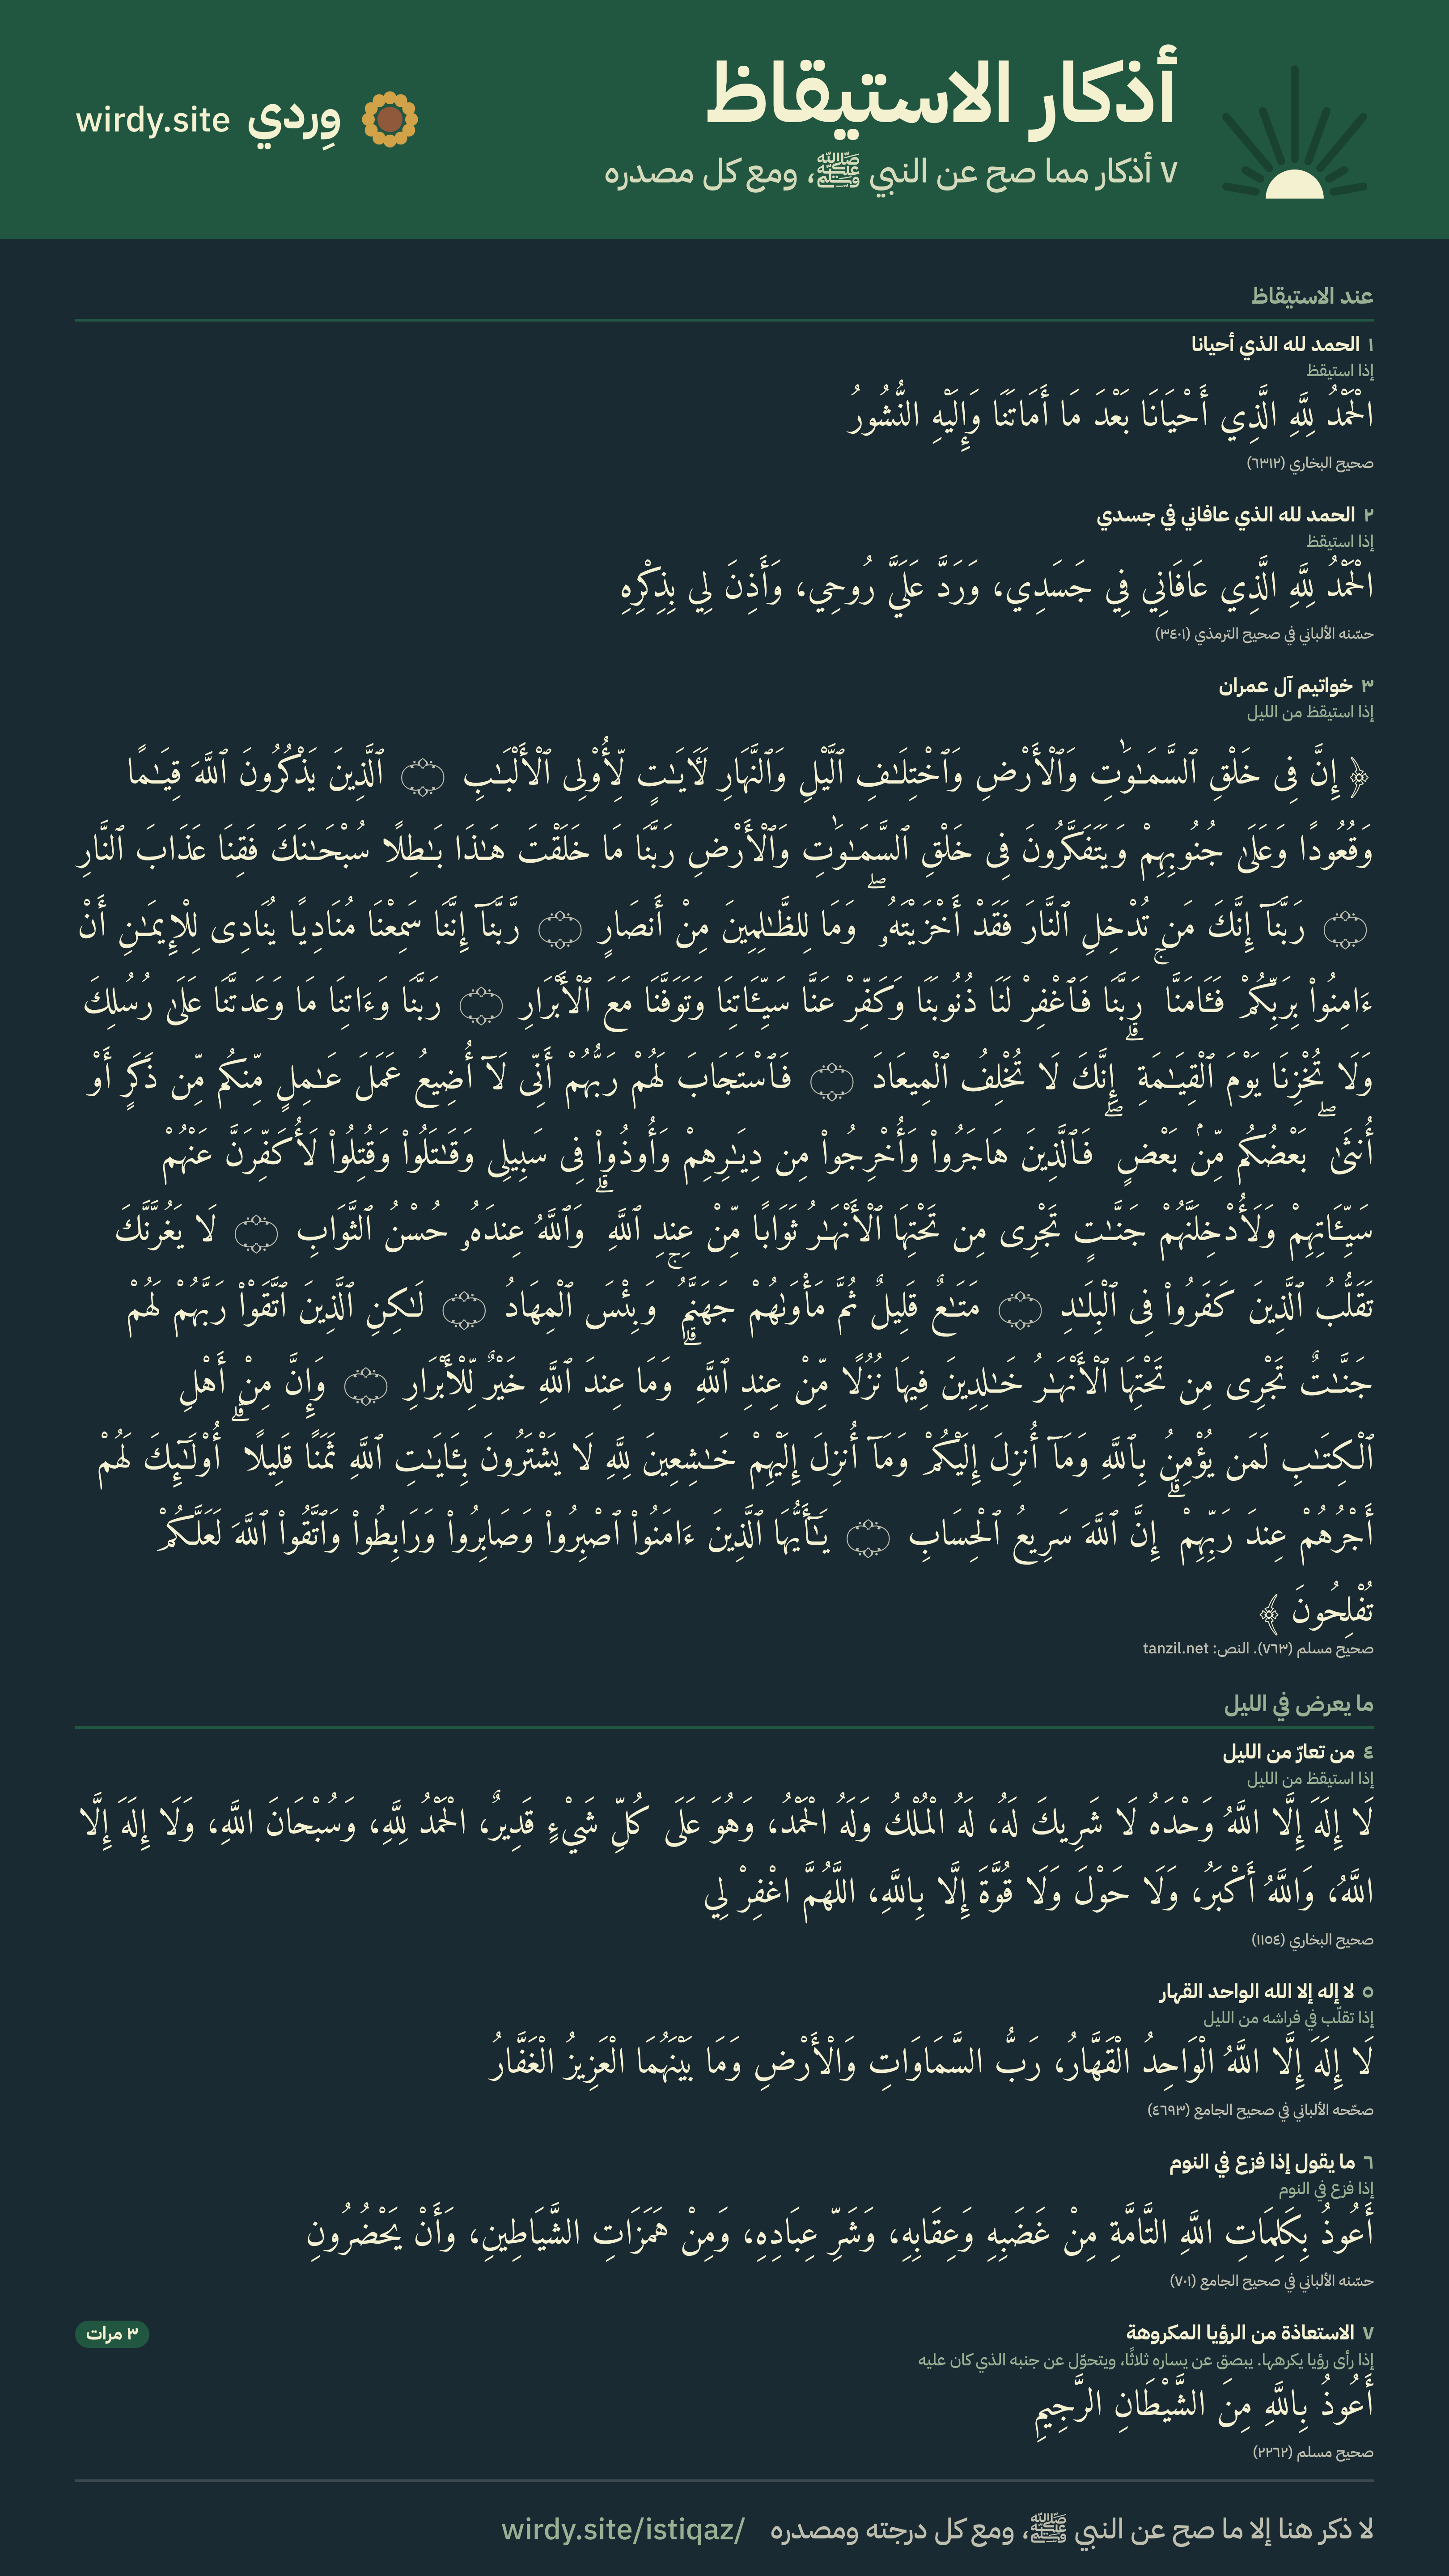 أذكار الاستيقاظ
٧ أذكار مما صح عن النبي ﷺ، ومع كل مصدره
وِردي wirdy.site
عند الاستيقاظ
١ الحمد لله الذي أحيانا
إذا استيقظ
الْحَمْدُ لِلَّهِ الَّذِي أَحْيَانَا بَعْدَ مَا أَمَاتَنَا وَإِلَيْهِ النُّشُورُ
صحيح البخاري (٦٣١٢)
٢ الحمد لله الذي عافاني في جسدي
إذا استيقظ
الْحَمْدُ لِلَّهِ الَّذِي عَافَانِي فِي جَسَدِي، وَرَدَّ عَلَيَّ رُوحِي، وَأَذِنَ لِي بِذِكْرِهِ
حسّنه الألباني في صحيح الترمذي (٣٤٠١)
٣ خواتيم آل عمران
إذا استيقظ من الليل
﴿ إِنَّ فِى خَلْقِ ٱلسَّمَـٰوَٰتِ وَٱلْأَرْضِ وَٱخْتِلَـٰفِ ٱلَّيْلِ وَٱلنَّهَارِ لَـَٔايَـٰتٍ لِّأُو۟لِى ٱلْأَلْبَـٰبِ ۝ ٱلَّذِينَ يَذْكُرُونَ ٱللَّهَ قِيَـٰمًا
وَقُعُودًا وَعَلَىٰ جُنُوبِهِمْ وَيَتَفَكَّرُونَ فِى خَلْقِ ٱلسَّمَـٰوَٰتِ وَٱلْأَرْضِ رَبَّنَا مَا خَلَقْتَ هَـٰذَا بَـٰطِلًا سُبْحَـٰنَكَ فَقِنَا عَذَابَ ٱلنَّارِ
۝ رَبَّنَآ إِنَّكَ مَن تُدْخِلِ ٱلنَّارَ فَقَدْ أَخْزَيْتَهُۥ ۖ وَمَا لِلظَّـٰلِمِينَ مِنْ أَنصَارٍ ۝ رَّبَّنَآ إِنَّنَا سَمِعْنَا مُنَادِيًا يُنَادِى لِلْإِيمَـٰنِ أَنْ
ءَامِنُوا۟ بِرَبِّكُمْ فَـَٔامَنَّا ۚ رَبَّنَا فَٱغْفِرْ لَنَا ذُنُوبَنَا وَكَفِّرْ عَنَّا سَيِّـَٔاتِنَا وَتَوَفَّنَا مَعَ ٱلْأَبْرَارِ ۝ رَبَّنَا وَءَاتِنَا مَا وَعَدتَّنَا عَلَىٰ رُسُلِكَ
وَلَا تُخْزِنَا يَوْمَ ٱلْقِيَـٰمَةِ ۗ إِنَّكَ لَا تُخْلِفُ ٱلْمِيعَادَ ۝ فَٱسْتَجَابَ لَهُمْ رَبُّهُمْ أَنِّى لَآ أُضِيعُ عَمَلَ عَـٰمِلٍ مِّنكُم مِّن ذَكَرٍ أَوْ
أُنثَىٰ ۖ بَعْضُكُم مِّنۢ بَعْضٍ ۖ فَٱلَّذِينَ هَاجَرُوا۟ وَأُخْرِجُوا۟ مِن دِيَـٰرِهِمْ وَأُوذُوا۟ فِى سَبِيلِى وَقَـٰتَلُوا۟ وَقُتِلُوا۟ لَأُكَفِّرَنَّ عَنْهُمْ
سَيِّـَٔاتِهِمْ وَلَأُدْخِلَنَّهُمْ جَنَّـٰتٍ تَجْرِى مِن تَحْتِهَا ٱلْأَنْهَـٰرُ ثَوَابًا مِّنْ عِندِ ٱللَّهِ ۗ وَٱللَّهُ عِندَهُۥ حُسْنُ ٱلثَّوَابِ ۝ لَا يَغُرَّنَّكَ
تَقَلُّبُ ٱلَّذِينَ كَفَرُوا۟ فِى ٱلْبِلَـٰدِ ۝ مَتَـٰعٌ قَلِيلٌ ثُمَّ مَأْوَىٰهُمْ جَهَنَّمُ ۚ وَبِئْسَ ٱلْمِهَادُ ۝ لَـٰكِنِ ٱلَّذِينَ ٱتَّقَوْا۟ رَبَّهُمْ لَهُمْ
جَنَّـٰتٌ تَجْرِى مِن تَحْتِهَا ٱلْأَنْهَـٰرُ خَـٰلِدِينَ فِيهَا نُزُلًا مِّنْ عِندِ ٱللَّهِ ۗ وَمَا عِندَ ٱللَّهِ خَيْرٌ لِّلْأَبْرَارِ ۝ وَإِنَّ مِنْ أَهْلِ
ٱلْكِتَـٰبِ لَمَن يُؤْمِنُ بِٱللَّهِ وَمَآ أُنزِلَ إِلَيْكُمْ وَمَآ أُنزِلَ إِلَيْهِمْ خَـٰشِعِينَ لِلَّهِ لَا يَشْتَرُونَ بِـَٔايَـٰتِ ٱللَّهِ ثَمَنًا قَلِيلًا ۗ أُو۟لَـٰٓئِكَ لَهُمْ
أَجْرُهُمْ عِندَ رَبِّهِمْ ۗ إِنَّ ٱللَّهَ سَرِيعُ ٱلْحِسَابِ ۝ يَـٰٓأَيُّهَا ٱلَّذِينَ ءَامَنُوا۟ ٱصْبِرُوا۟ وَصَابِرُوا۟ وَرَابِطُوا۟ وَٱتَّقُوا۟ ٱللَّهَ لَعَلَّكُمْ
تُفْلِحُونَ ﴾
صحيح مسلم (٧٦٣). النص: tanzil.net
ما يعرض في الليل
٤ من تعارّ من الليل
إذا استيقظ من الليل
لَا إِلَهَ إِلَّا اللَّهُ وَحْدَهُ لَا شَرِيكَ لَهُ، لَهُ الْمُلْكُ وَلَهُ الْحَمْدُ، وَهُوَ عَلَى كُلِّ شَيْءٍ قَدِيرٌ، الْحَمْدُ لِلَّهِ، وَسُبْحَانَ اللَّهِ، وَلَا إِلَهَ إِلَّا
اللَّهُ، وَاللَّهُ أَكْبَرُ، وَلَا حَوْلَ وَلَا قُوَّةَ إِلَّا بِاللَّهِ، اللَّهُمَّ اغْفِرْ لِي
صحيح البخاري (١١٥٤)
٥ لا إله إلا الله الواحد القهار
إذا تقلّب في فراشه من الليل
لَا إِلَهَ إِلَّا اللَّهُ الْوَاحِدُ الْقَهَّارُ، رَبُّ السَّمَاوَاتِ وَالْأَرْضِ وَمَا بَيْنَهُمَا الْعَزِيزُ الْغَفَّارُ
صحّحه الألباني في صحيح الجامع (٤٦٩٣)
٦ ما يقول إذا فزع في النوم
إذا فزع في النوم
أَعُوذُ بِكَلِمَاتِ اللَّهِ التَّامَّةِ مِنْ غَضَبِهِ وَعِقَابِهِ، وَشَرِّ عِبَادِهِ، وَمِنْ هَمَزَاتِ الشَّيَاطِينِ، وَأَنْ يَحْضُرُونِ
حسّنه الألباني في صحيح الجامع (٧٠١)
٧ الاستعاذة من الرؤيا المكروهة
٣ مرات
إذا رأى رؤيا يكرهها. يبصق عن يساره ثلاثًا، ويتحوّل عن جنبه الذي كان عليه
أَعُوذُ بِاللَّهِ مِنَ الشَّيْطَانِ الرَّجِيمِ
صحيح مسلم (٢٢٦٢)
لا ذكر هنا إلا ما صح عن النبي ﷺ، ومع كل درجته ومصدره wirdy.site/istiqaz/